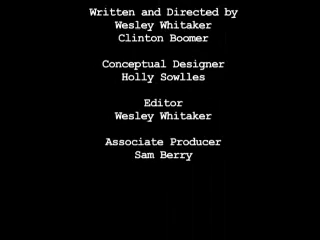 Written and Directed by
Wesley Whitaker
Clinton Boomer
Conceptual Designer
Holly Sowlles
Editor
Wesley Whitaker
Associate Producer
Sam Berry